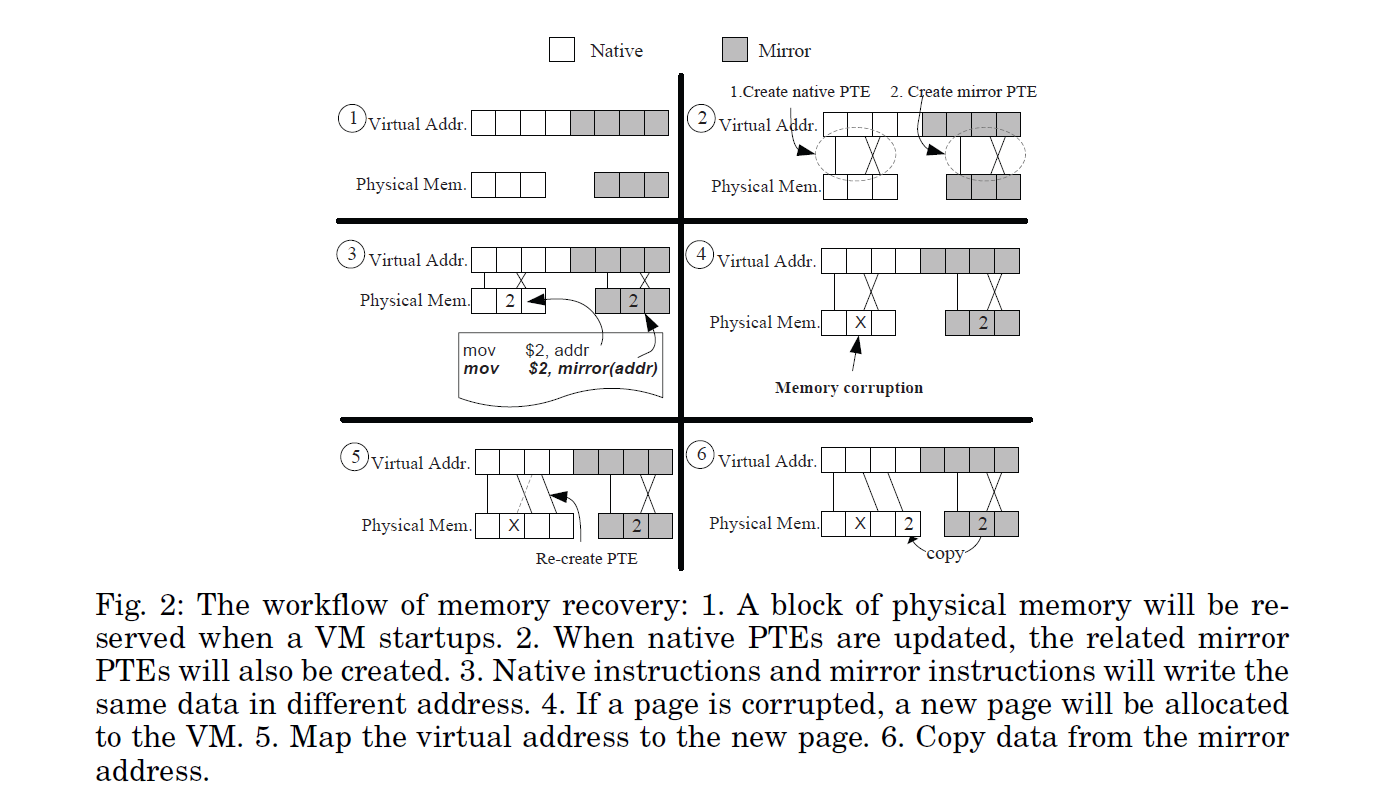 Native Mirror
1.Create native PTE 2. Create mirror PTE
1 Virtual Addr.
Physical Mem.
2 Virtual Addr.
Physical Mem.
3 Virtual Addr.
Physical Mem. 2 2
mov $2, addr
mov $2, mirror(addr)
4 Virtual Addr.
Physical Mem. X 2
Memory corruption
5 Virtual Addr.
Physical Mem. X 2
Re-create PTE
6 Virtual Addr.
Physical Mem. X 2 2
copy
Fig. 2: The workflow of memory recovery: 1. A block of physical memory will be re-
served when a VM startups. 2. When native PTEs are updated, the related mirror
PTEs will also be created. 3. Native instructions and mirror instructions will write the
same data in different address. 4. If a page is corrupted, a new page will be allocated
to the VM. 5. Map the virtual address to the new page. 6. Copy data from the mirror
address.